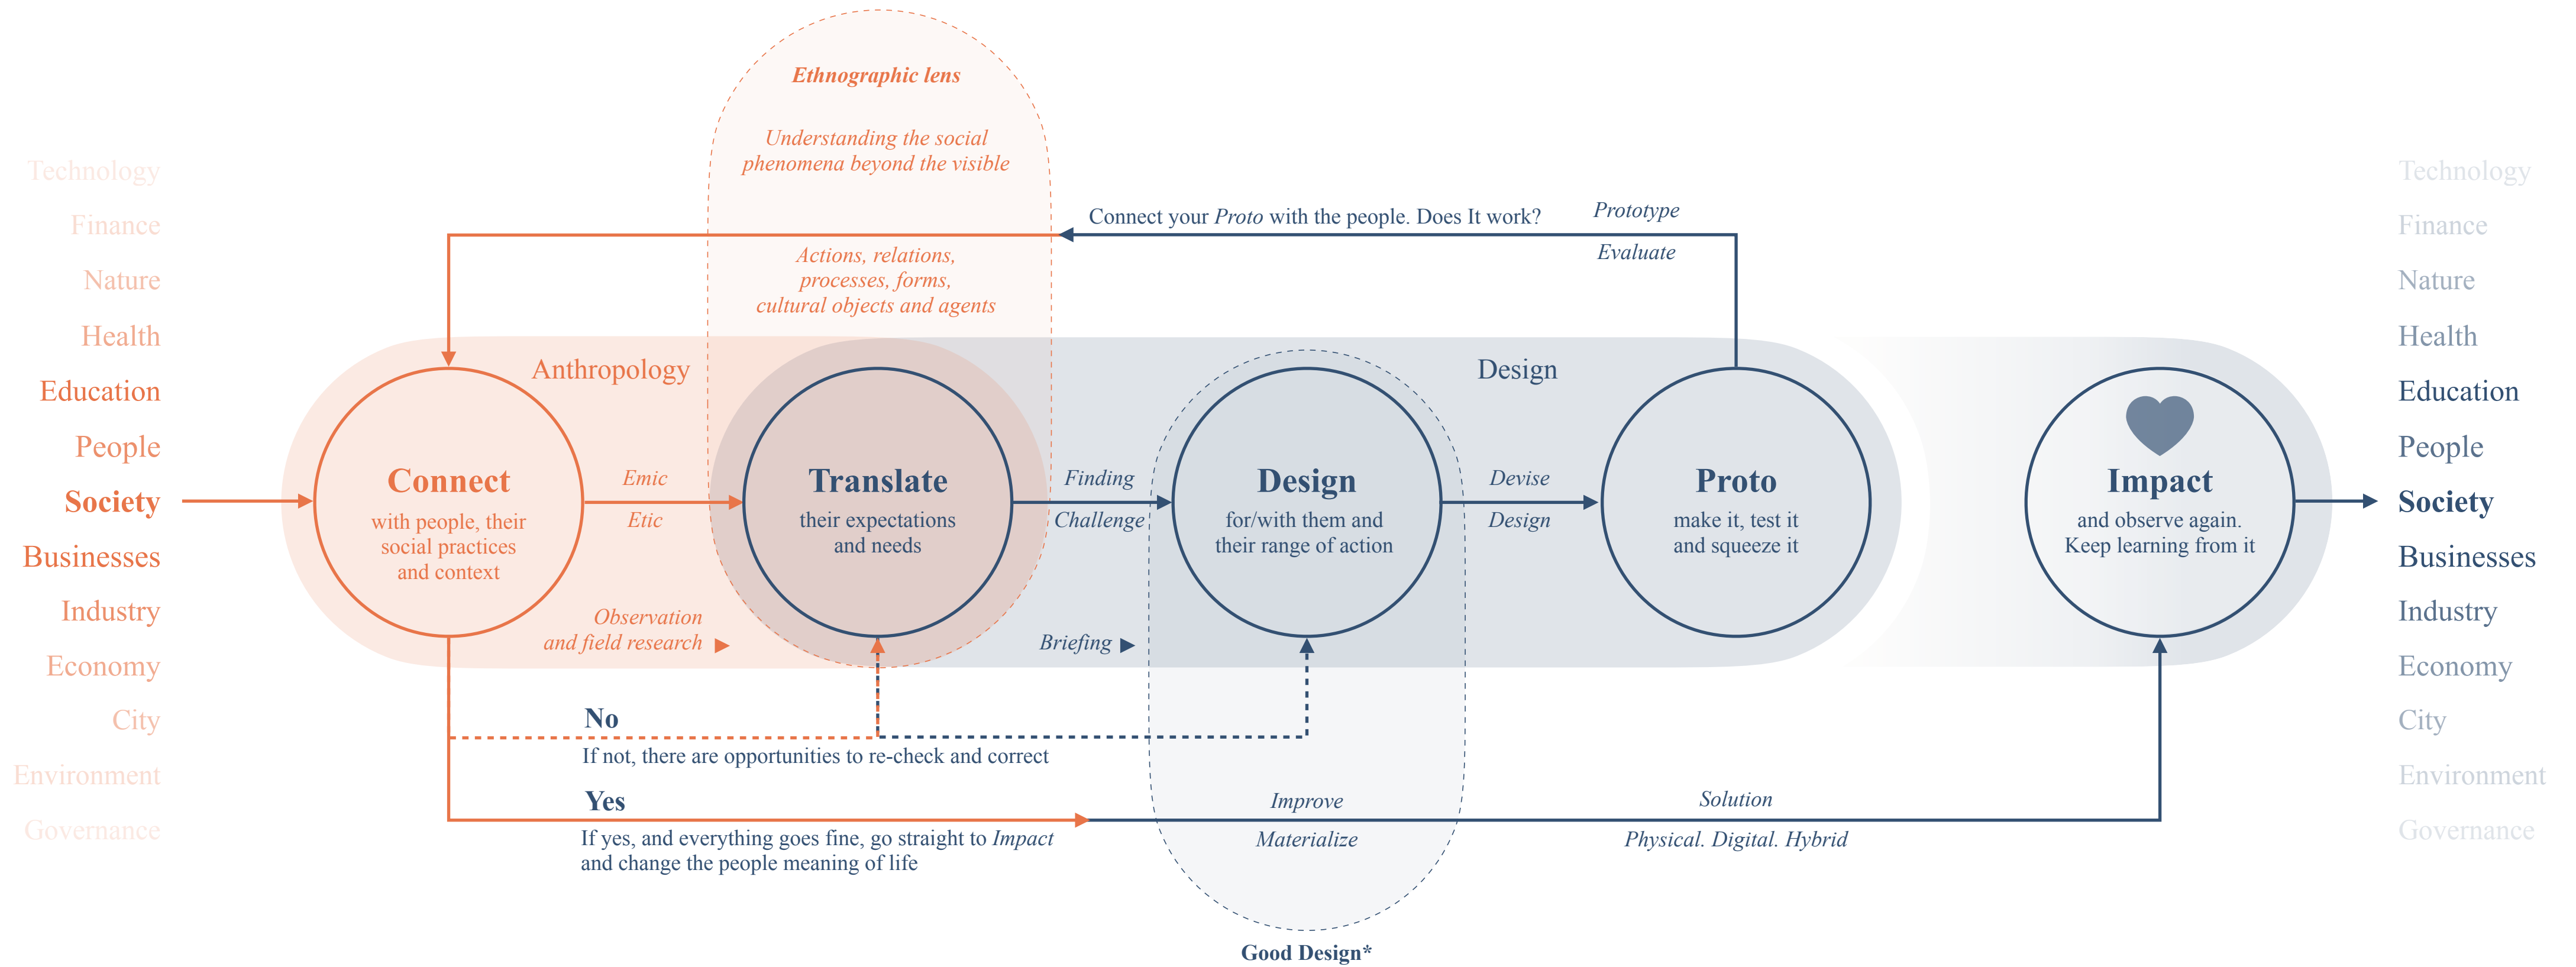 Technology
Finance
Nature
Health
Education
People
Society
Businesses
Industry
Economy
City
Environment
Governance
Ethnographic lens
Understanding the social
phenomena beyond the visible
Actions, relations,
processes, forms,
cultural objects and agents
Connect your Proto with the people. Does It work?
Prototype
Evaluate
Anthropology
Design
Connect
with people, their
social practices
and context
Emic
Etic
Observation
and field research
Translate
their expectations
and needs
Finding
Challenge
Briefing
Design
for/with them and
their range of action
Devise
Design
Proto
make it, test it
and squeeze it
Impact
and observe again.
Keep learning from it
No
If not, there are opportunities to re-check and correct
Yes
If yes, and everything goes fine, go straight to Impact
and change the people meaning of life
Improve
Materialize
Solution
Physical. Digital. Hybrid
Good Design*
Technology
Finance
Nature
Health
Education
People
Society
Businesses
Industry
Economy
City
Environment
Governance